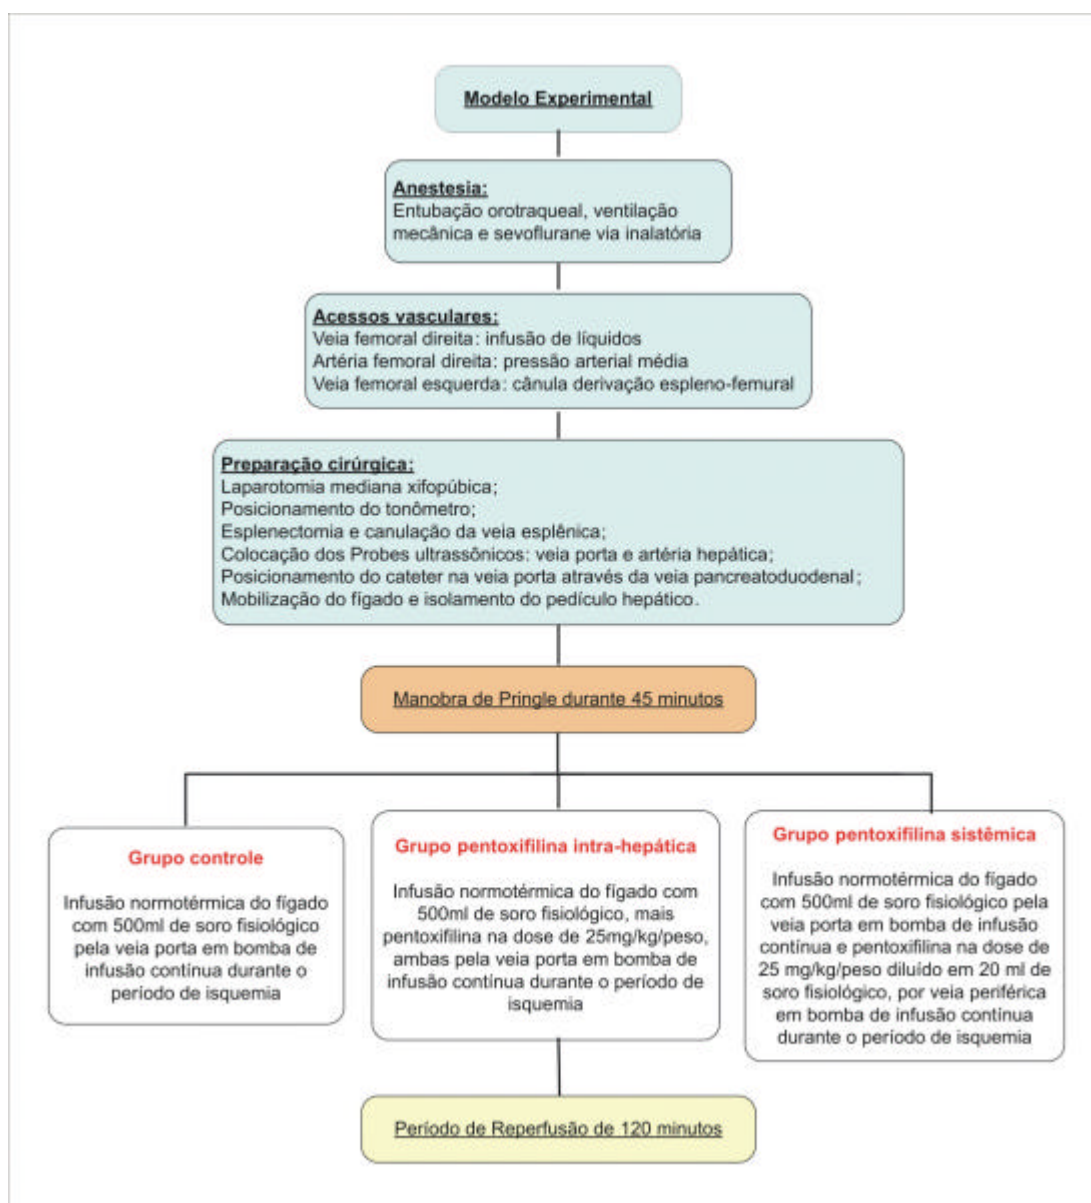 Modelo Experimental
Anestesia:
Entubação orotraqueal, ventilação
mecânica e sevoflurane via inalatória
Acessos vasculares:
Veia femoral direita: infusão de líquidos
Artéria femoral direita: pressão arterial média
Veia femoral esquerda: cânula derivação espleno-femural
Preparação cirúrgica:
Laparotomia mediana xifopúbica;
Posicionamento do tonômetro;
Esplenectomia e canulação da veia esplênica;
Colocação dos Probes ultrassônicos: veia porta e artéria hepática;
Posicionamento do cateter na veia porta através da veia pancreatoduodenal;
Mobilização do fígado e isolamento do pedículo hepático.
Manobra de Pringle durante 45 minutos
Grupo controle
Infusão normotérmica do fígado
com 500ml de soro fisiológico
pela veia porta em bomba de
infusão contínua durante o
período de isquemia
Grupo pentoxifilina intra-hepática
Infusão normotérmica do fígado com
500ml de soro fisiológico, mais
pentoxifilina na dose de 25mg/kg/peso,
ambas pela veia porta em bomba de
infusão contínua durante o período de
isquemia
Grupo pentoxifilina sistêmica
Infusão normotérmica do fígado
com 500ml de soro fisiológico pela
veia porta em bomba de infusão
contínua e pentoxifilina na dose de
25 mg/kg/peso diluído em 20 ml de
soro fisiológico, por veia periférica
em bomba de infusão contínua
durante o período de isquemia
Período de Reperfusão de 120 minutos